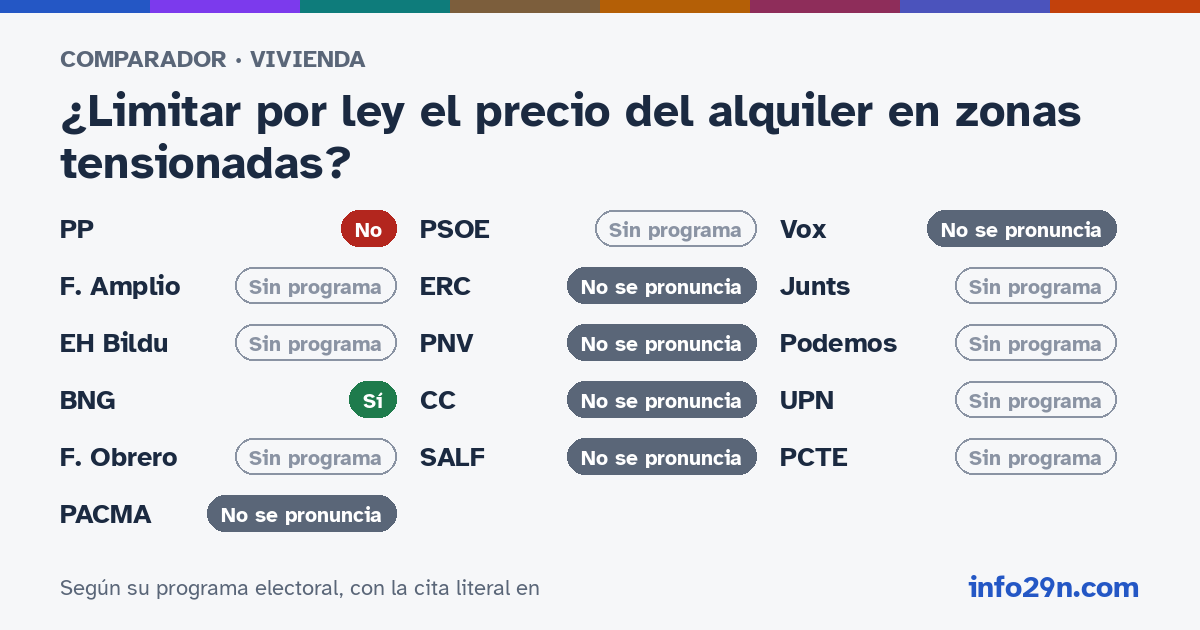 COMPARADOR · VIVIENDA
¿Limitar por ley el precio del alquiler en zonas
tensionadas?
PP No PSOE Sin programa Vox No se pronuncia
F. Amplio Sin programa ERC No se pronuncia Junts Sin programa
EH Bildu Sin programa PNV No se pronuncia Podemos Sin programa
BNG Sí CC No se pronuncia UPN Sin programa
F. Obrero Sin programa SALF No se pronuncia PCTE Sin programa
PACMA No se pronuncia
Según su programa electoral, con la cita literal en info29n.com